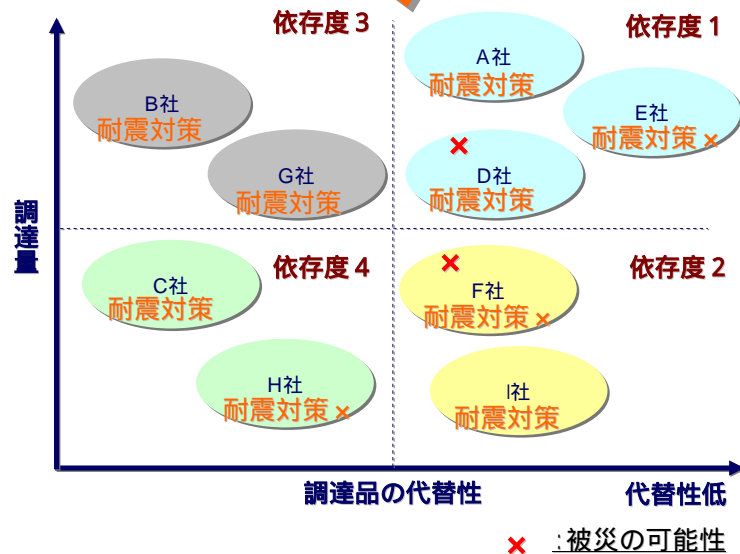 依存度３
依存度１
A社
耐震対策
B社
耐震対策
E社
耐震対策 ×
×
D社
耐震対策
G社
耐震対策
調達量
依存度４
依存度２
×
C社
耐震対策
F社
耐震対策 ×
H社
耐震対策 ×
I社
耐震対策
調達品の代替性
代替性低
× :被災の可能性